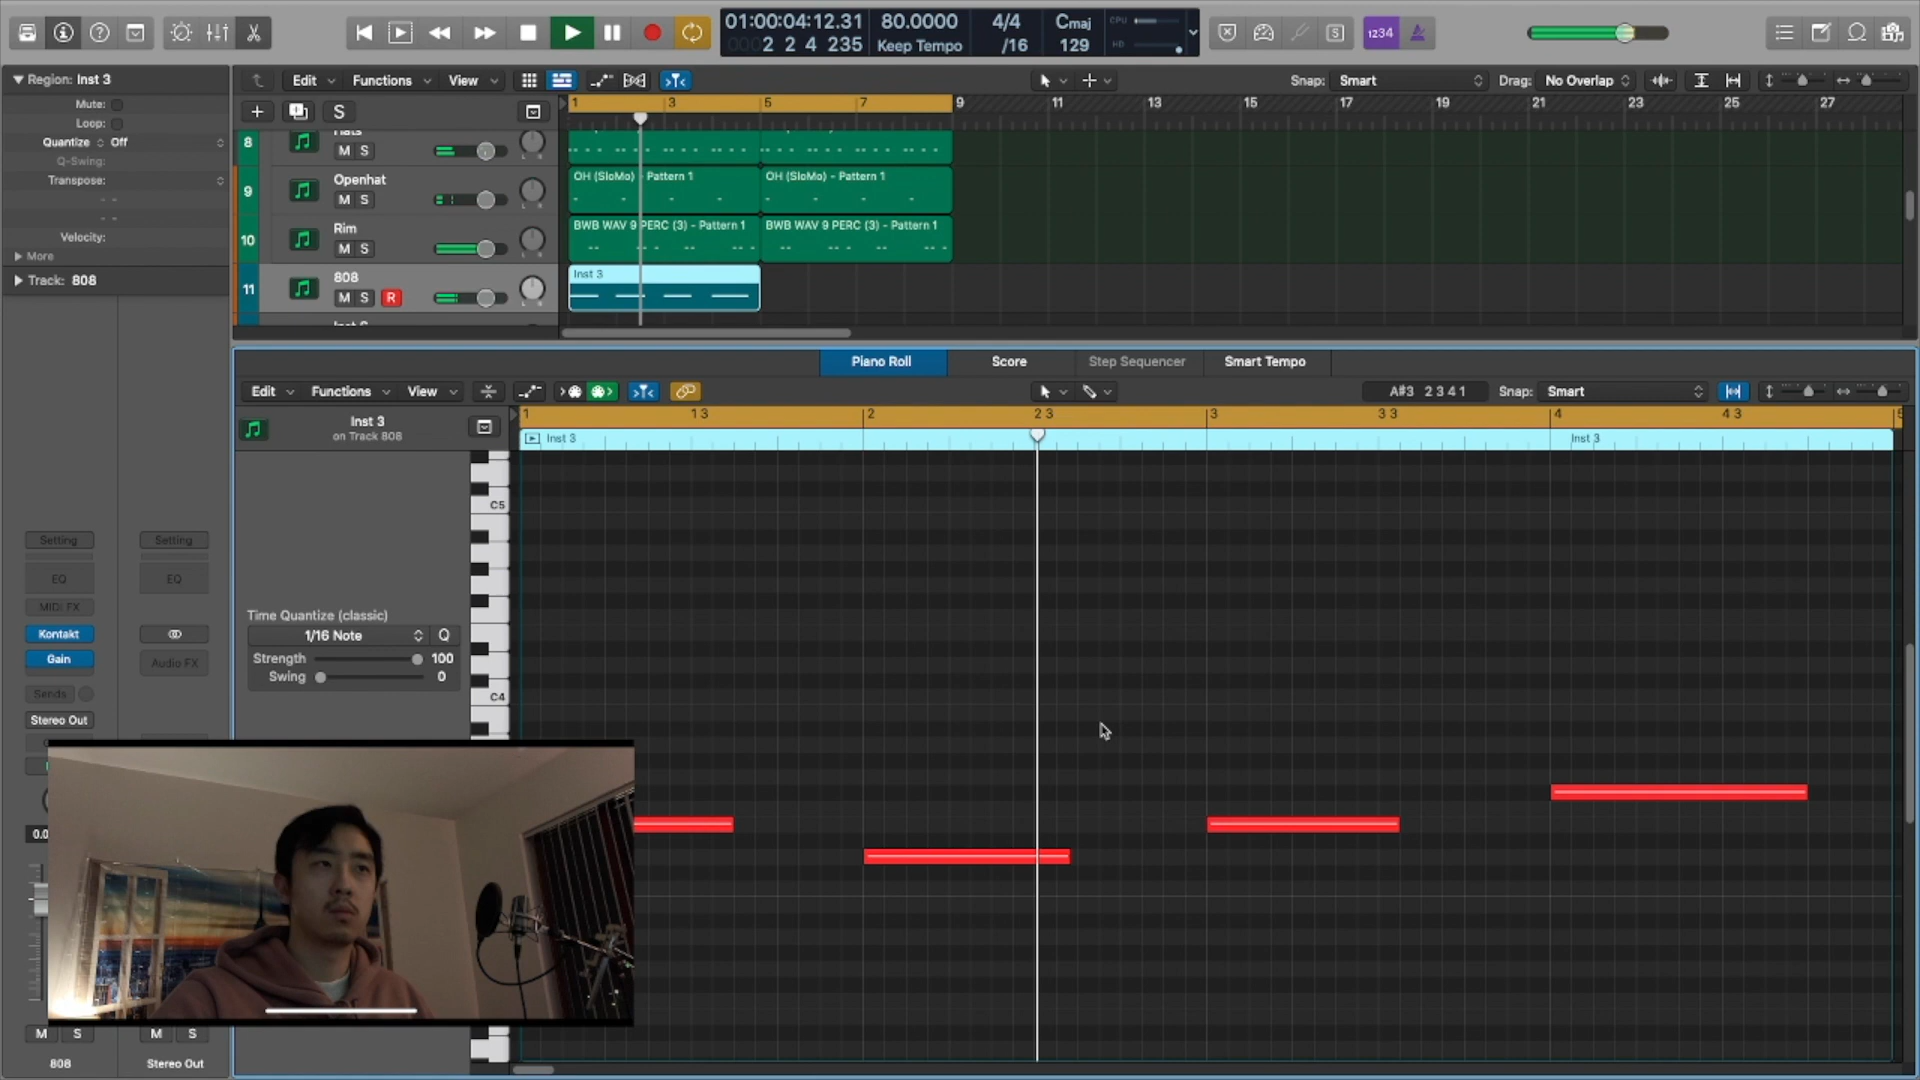 01:00:04:12.31 80.0000 4/4 Cmaj CPU
0002 2 4 235 Keep Tempo /16 129 HD
1234
Region: Inst 3
Mute:
Loop:
Quantize Off
Q-Swing:
Transpose:
Velocity:
More
Track: 808
Edit Functions View
Snap: Smart
Drag: No Overlap
S
1 3 5 7 9 11 13 15 17 19 21 23 25 27
8 Hats
M S
9 Openhat
M S
OH (SloMo) - Pattern 1
OH (SloMo) - Pattern 1
10 Rim
M S
BWB WAV 9 PERC (3) - Pattern 1
BWB WAV 9 PERC (3) - Pattern 1
11 808
M S R
Inst 3
Piano Roll Score Step Sequencer Smart Tempo
Edit Functions View
A#3 2 3 4 1 Snap: Smart
Inst 3
on Track 808
1 1 3 2 2 3 3 3 3 4 4 3 5
Inst 3
Inst 3
C5
C4
Time Quantize (classic)
1/16 Note Q
Strength 100
Swing 0
Setting Setting
EQ EQ
MIDI FX
Kontakt
Gain Audio FX
Sends
Stereo Out
M S M S
808 Stereo Out